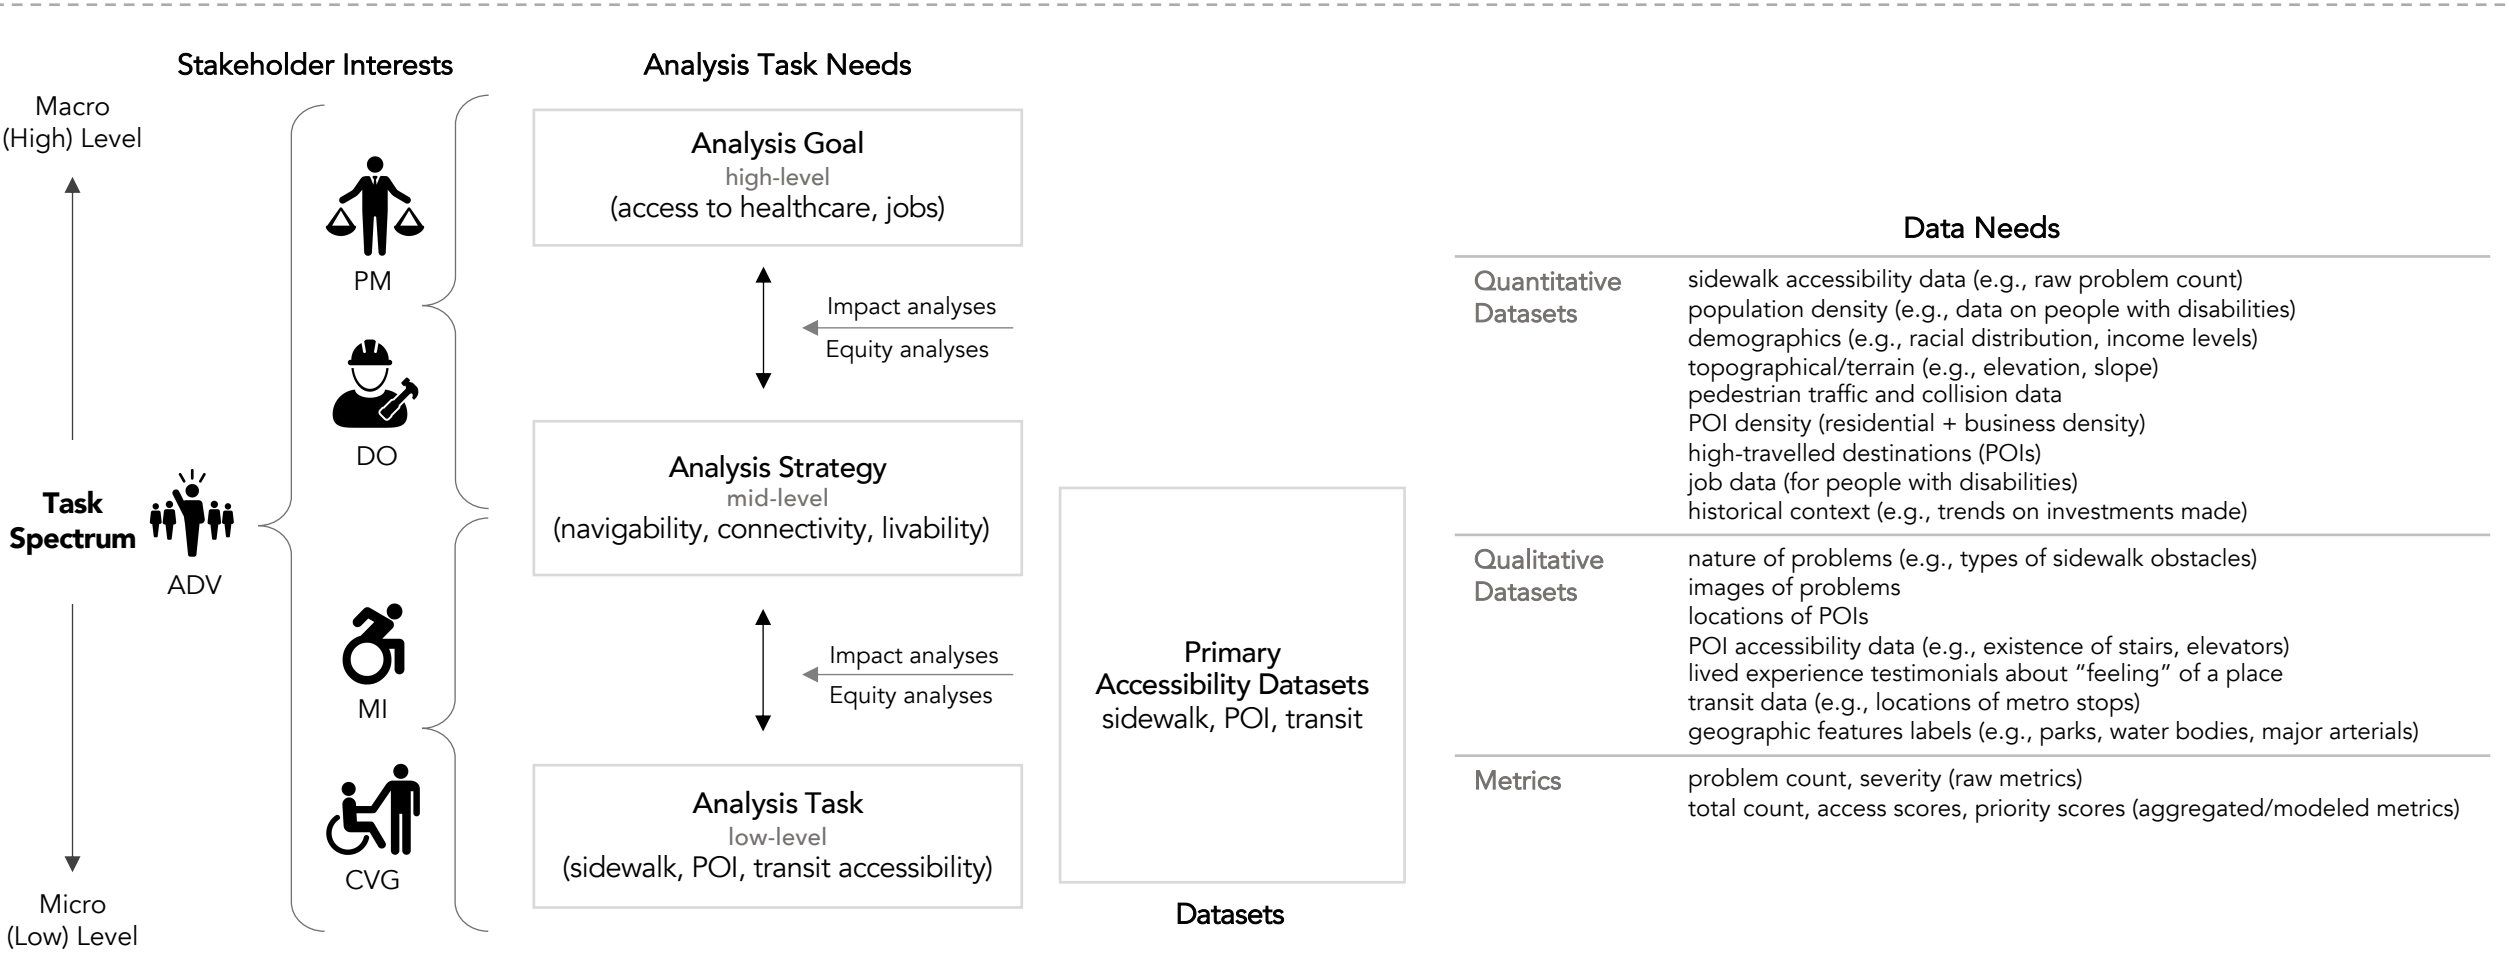 Stakeholder Interests
Analysis Task Needs
Macro
(High) Level
Task
Spectrum
Micro
(Low) Level
ADV
PM
DO
MI
CVG
Analysis Goal
high-level
(access to healthcare, jobs)
Impact analyses
Equity analyses
Analysis Strategy
mid-level
(navigability, connectivity, livability)
Impact analyses
Equity analyses
Analysis Task
low-level
(sidewalk, POI, transit accessibility)
Primary
Accessibility Datasets
sidewalk, POI, transit
Datasets
Data Needs
Quantitative
Datasets
sidewalk accessibility data (e.g., raw problem count)
population density (e.g., data on people with disabilities)
demographics (e.g., racial distribution, income levels)
topographical/terrain (e.g., elevation, slope)
pedestrian traffic and collision data
POI density (residential + business density)
high-travelled destinations (POIs)
job data (for people with disabilities)
historical context (e.g., trends on investments made)
Qualitative
Datasets
nature of problems (e.g., types of sidewalk obstacles)
images of problems
locations of POIs
POI accessibility data (e.g., existence of stairs, elevators)
lived experience testimonials about “feeling” of a place
transit data (e.g., locations of metro stops)
geographic features labels (e.g., parks, water bodies, major arterials)
Metrics
problem count, severity (raw metrics)
total count, access scores, priority scores (aggregated/modeled metrics)